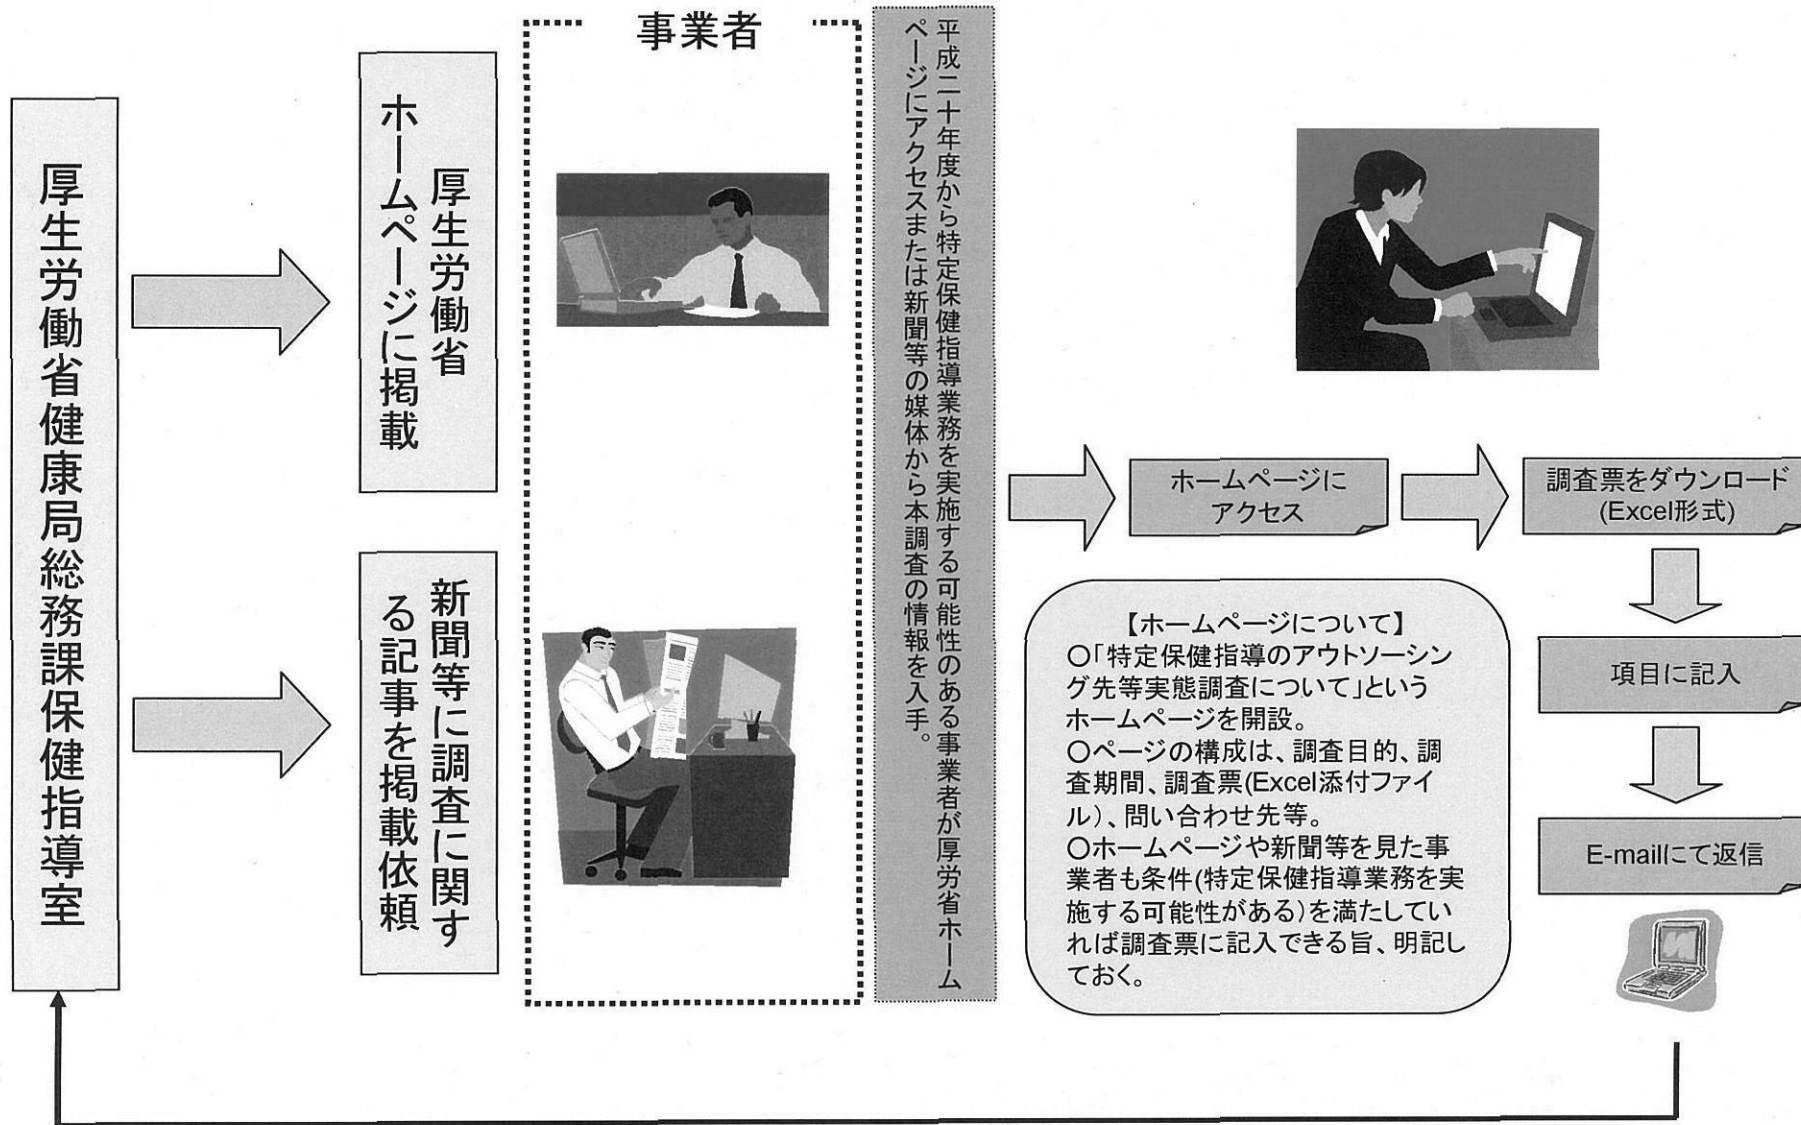 厚生労働省健康局総務課保健指導室
厚生労働省
ホームページに掲載
新聞等に調査に関す
る記事を掲載依頼
事業者
平成二十年度から特定保健指導業務を実施する可能性のある事業者が厚労省ホーム
ページにアクセスまたは新聞等の媒体から本調査の情報を入手。
ホームページに
アクセス
調査票をダウンロード
(Excel形式)
項目に記入
E-mailにて返信
【ホームページについて】
〇「特定保健指導のアウトソーシン
グ先等実態調査について」という
ホームページを開設。
〇ページの構成は、調査目的、調
査期間、調査票(Excel添付ファイ
ル)、問い合わせ先等。
〇ホームページや新聞等を見た事
業者も条件(特定保健指導業務を実
施する可能性がある)を満たしてい
れば調査票に記入できる旨、明記し
ておく。